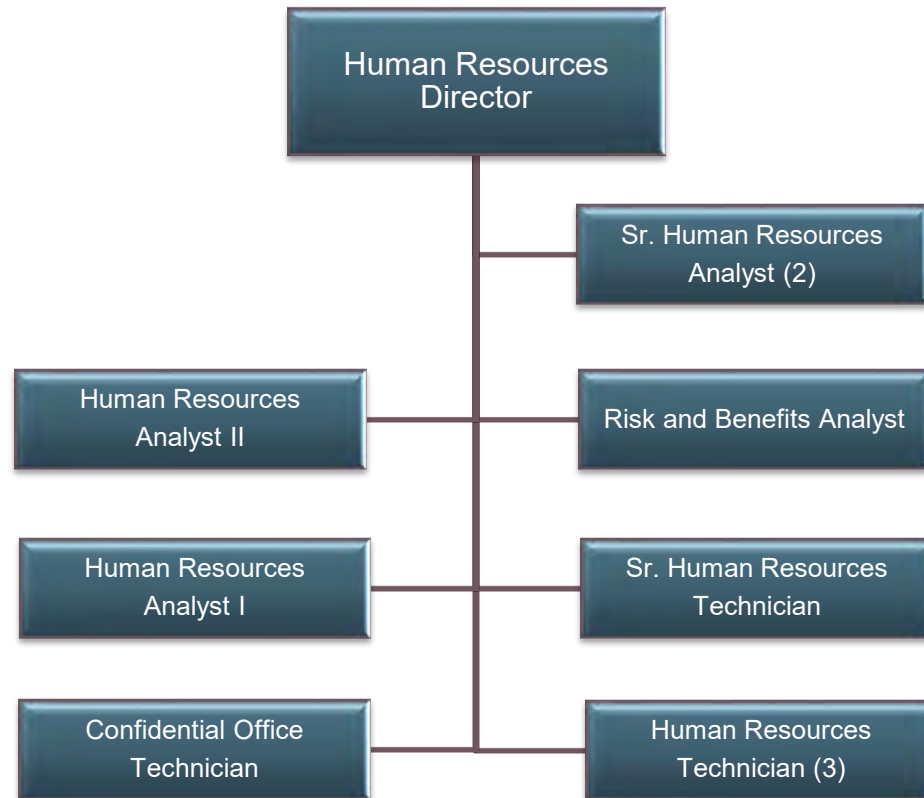 Human Resources
Director
Sr. Human Resources
Analyst (2)
Human Resources
Analyst II
Risk and Benefits Analyst
Human Resources
Analyst I
Sr. Human Resources
Technician
Confidential Office
Technician
Human Resources
Technician (3)